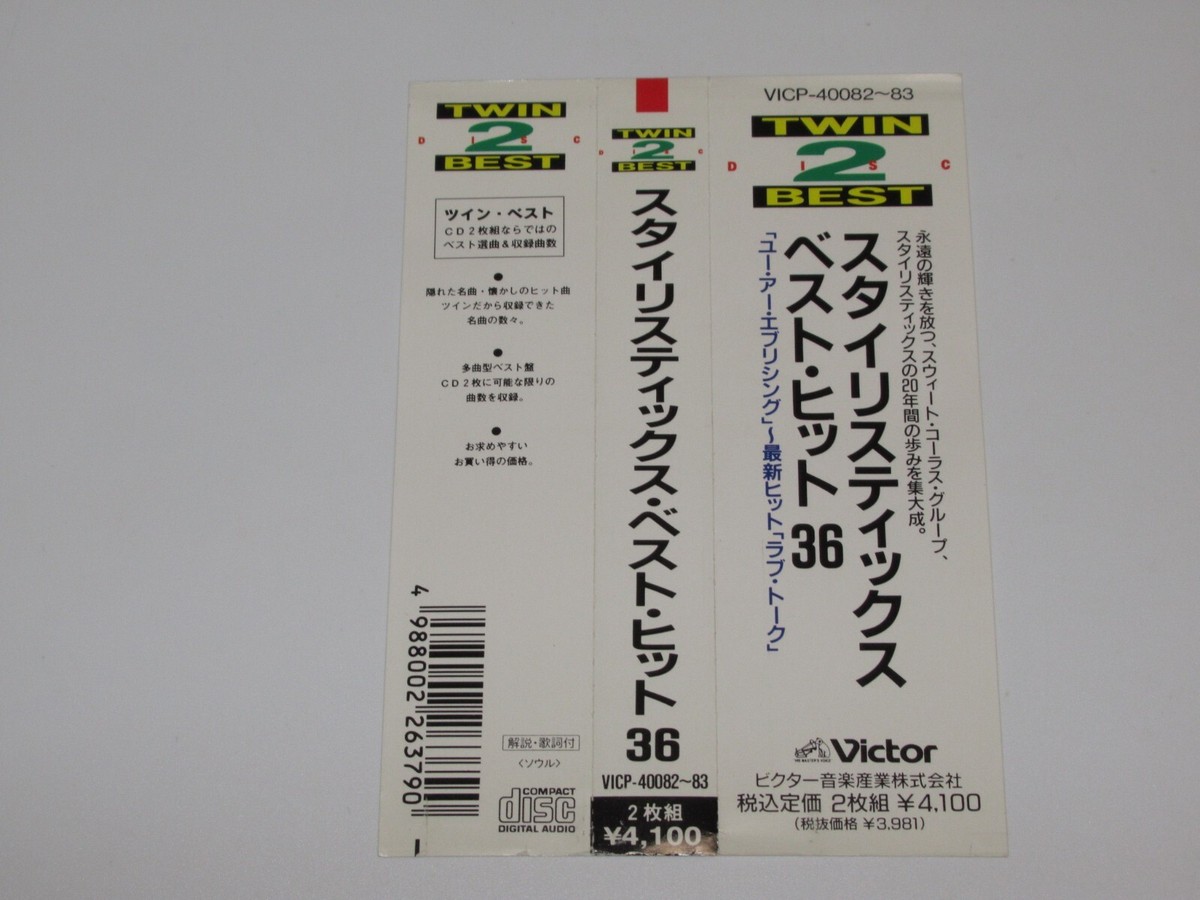 TWIN
DISC
2
BEST
ツイン・ベスト
CD2枚組ならではの
ベスト選曲&収録曲数
●
隠れた名曲・懐かしのヒット曲
ツインだから収録できた
名曲の数々。
●
多曲型ベスト盤
CD2枚に可能な限りの
曲数を収録。
●
お求めやすい
お買い得の価格。
4 988002 263790
解説・歌詞付
〈ソウル〉
COMPACT
disc
DIGITAL AUDIO
TWIN
DISC
2
BEST
スタイリスティックス・ベスト・ヒット 36
VICP-40082〜83
2枚組
¥4,100
VICP-40082〜83
TWIN
DISC
2
BEST
永遠の輝きを放つ、スウィート・コーラス・グループ、
スタイリスティックスの20年間の歩みを集大成。
スタイリスティックス
ベスト・ヒット 36
「ユー・アー・エブリシング」〜最新ヒット「ラブ・トーク」
HIS MASTER'S VOICE
Victor
ビクター音楽産業株式会社
税込定価 2枚組 ¥4,100
(税抜価格 ¥3,981)